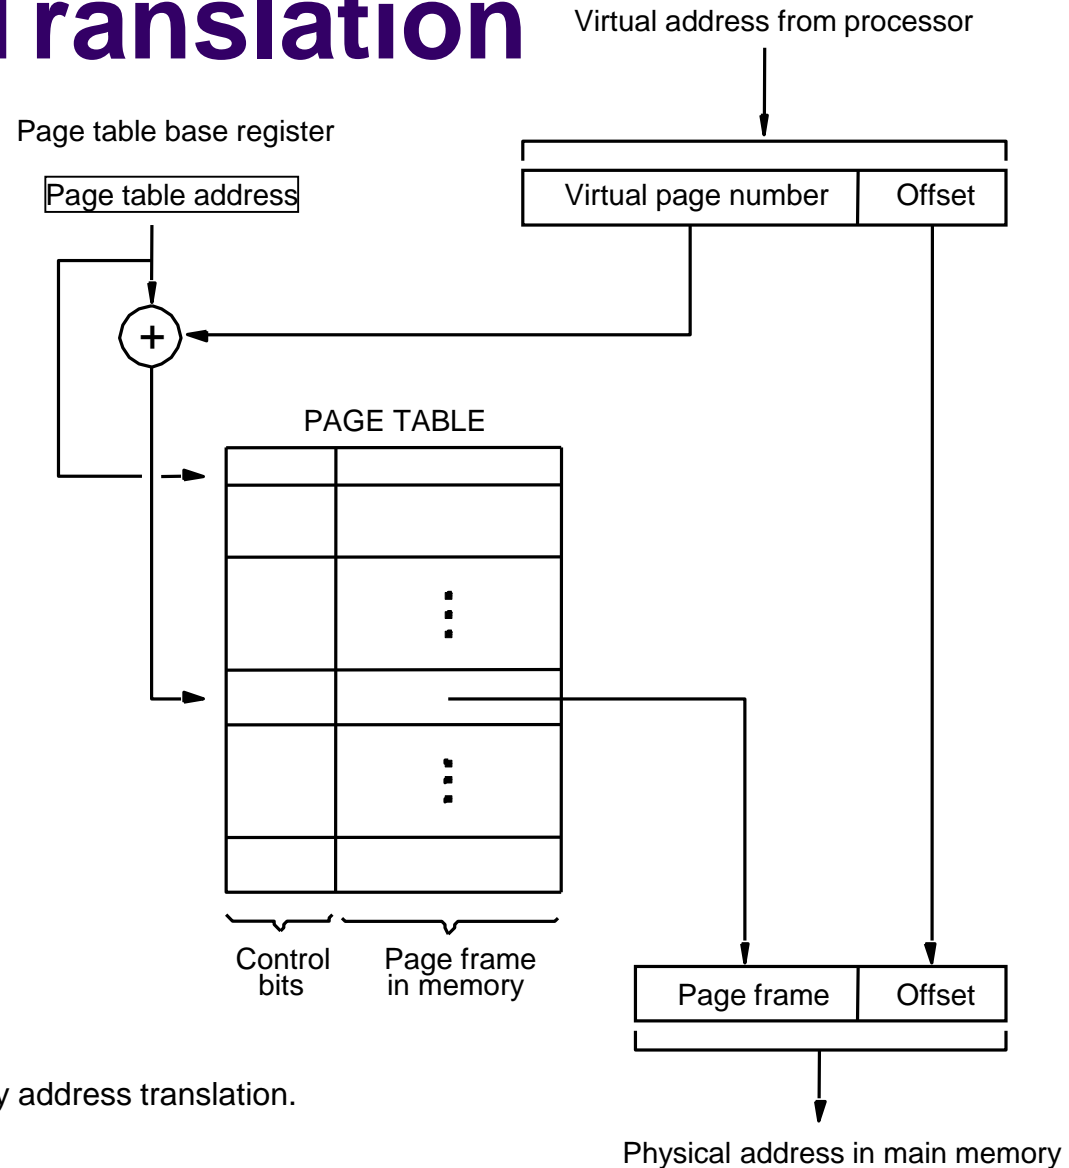 Translation
Virtual address from processor
Page table base register
Page table address
Virtual page number
Offset
+
PAGE TABLE
Control
bits
Page frame
in memory
Page frame
Offset
address translation.
Physical address in main memory